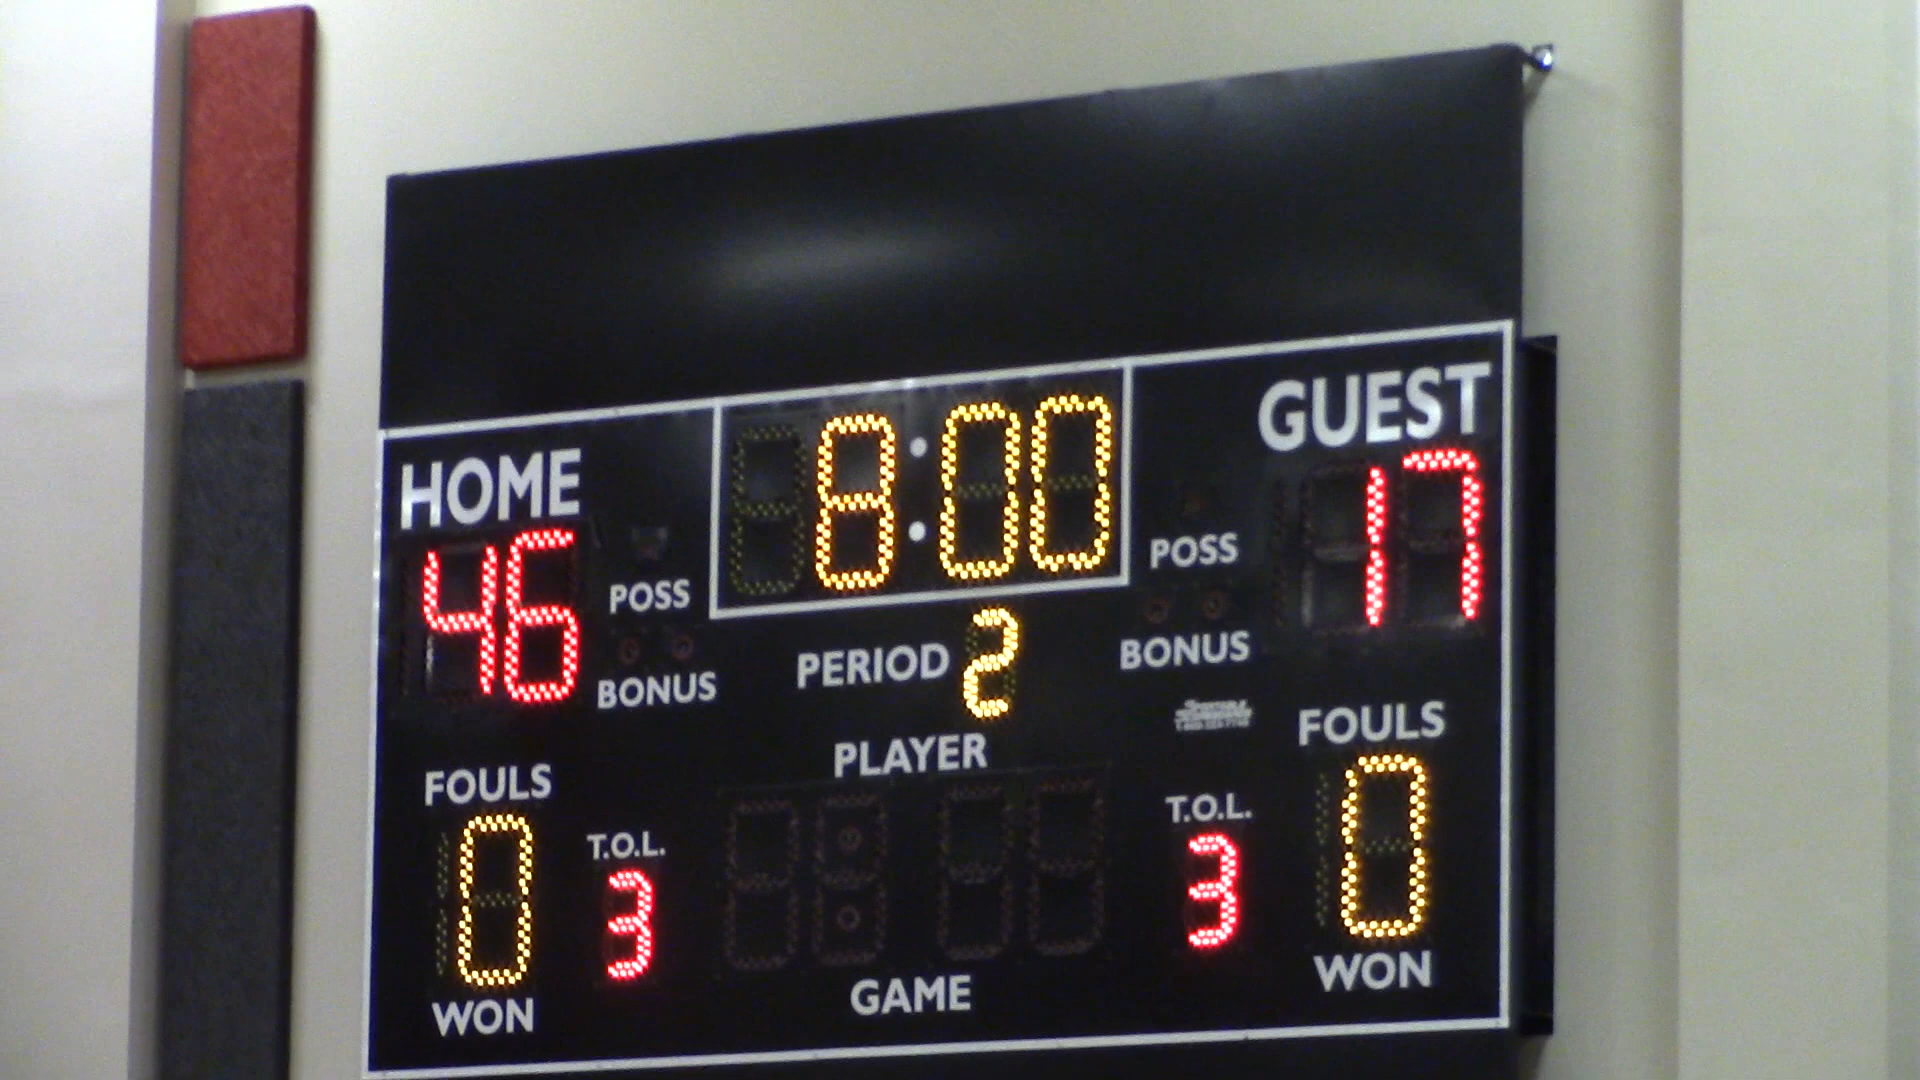 HOME
46
8:00
GUEST
17
POSS
POSS
BONUS
PERIOD 2
BONUS
PLAYER
FOULS
0
WON
T.O.L.
3
GAME
T.O.L.
3
FOULS
0
WON